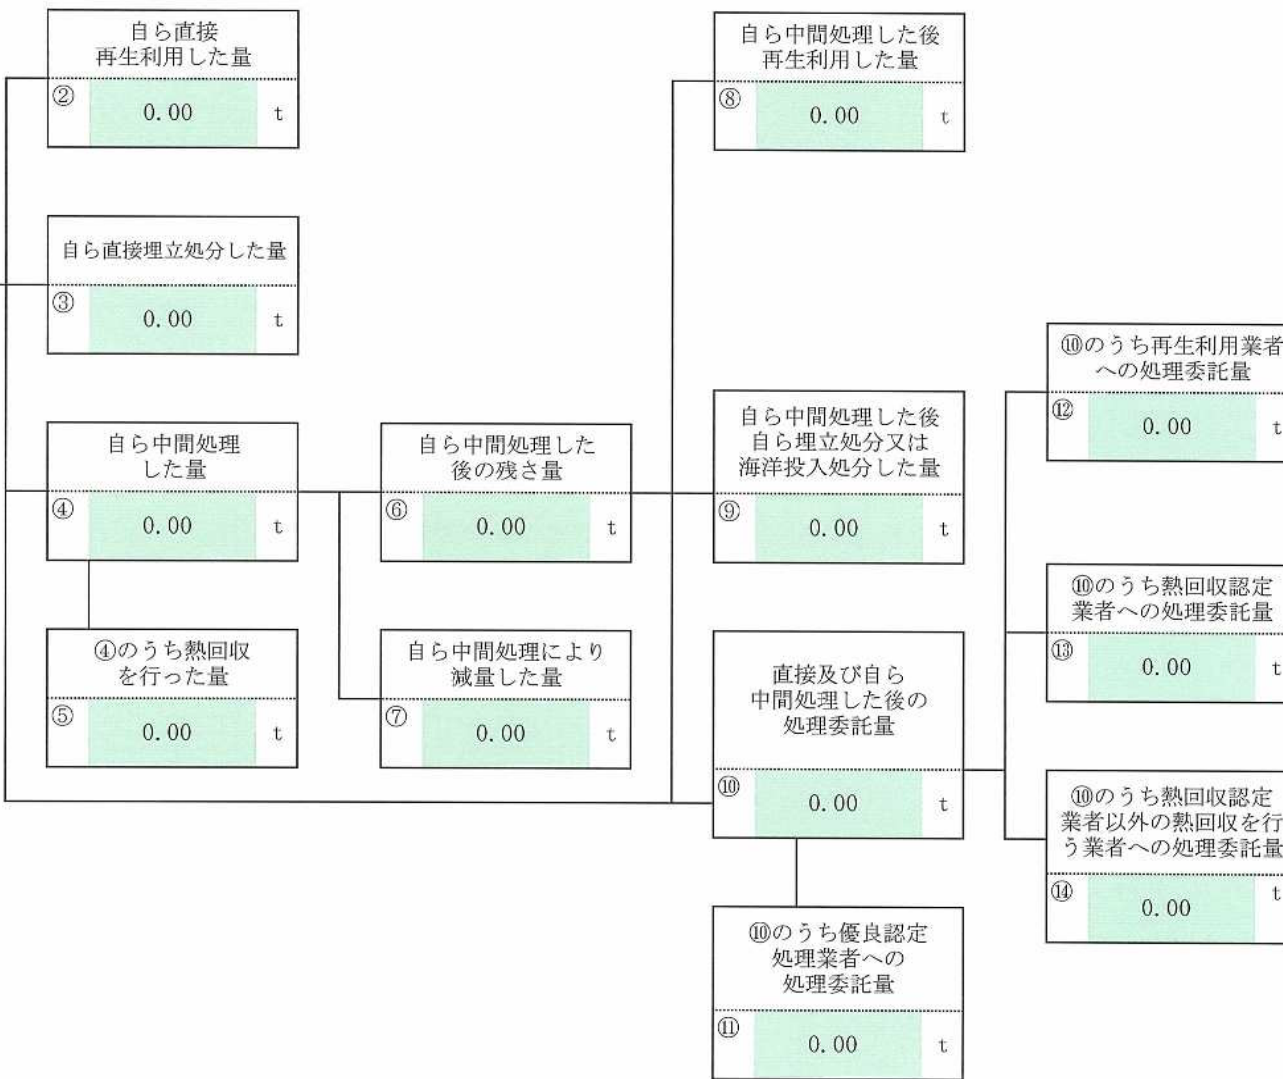 自ら直接
再生利用した量
② 0.00 t
自ら中間処理した後
再生利用した量
⑧ 0.00 t
自ら直接埋立処分した量
③ 0.00 t
自ら中間処理
した量
④ 0.00 t
自ら中間処理した
後の残さ量
⑥ 0.00 t
自ら中間処理した後
自ら埋立処分又は
海洋投入処分した量
⑨ 0.00 t
⑩のうち再生利用業者
への処理委託量
⑫ 0.00 t
④のうち熱回収
を行った量
⑤ 0.00 t
自ら中間処理により
減量した量
⑦ 0.00 t
直接及び自ら
中間処理した後の
処理委託量
⑩ 0.00 t
⑩のうち熱回収認定
業者への処理委託量
⑬ 0.00 t
⑩のうち熱回収認定
業者以外の熱回収を行
う業者への処理委託量
⑭ 0.00 t
⑩のうち優良認定
処理業者への
処理委託量
⑪ 0.00 t